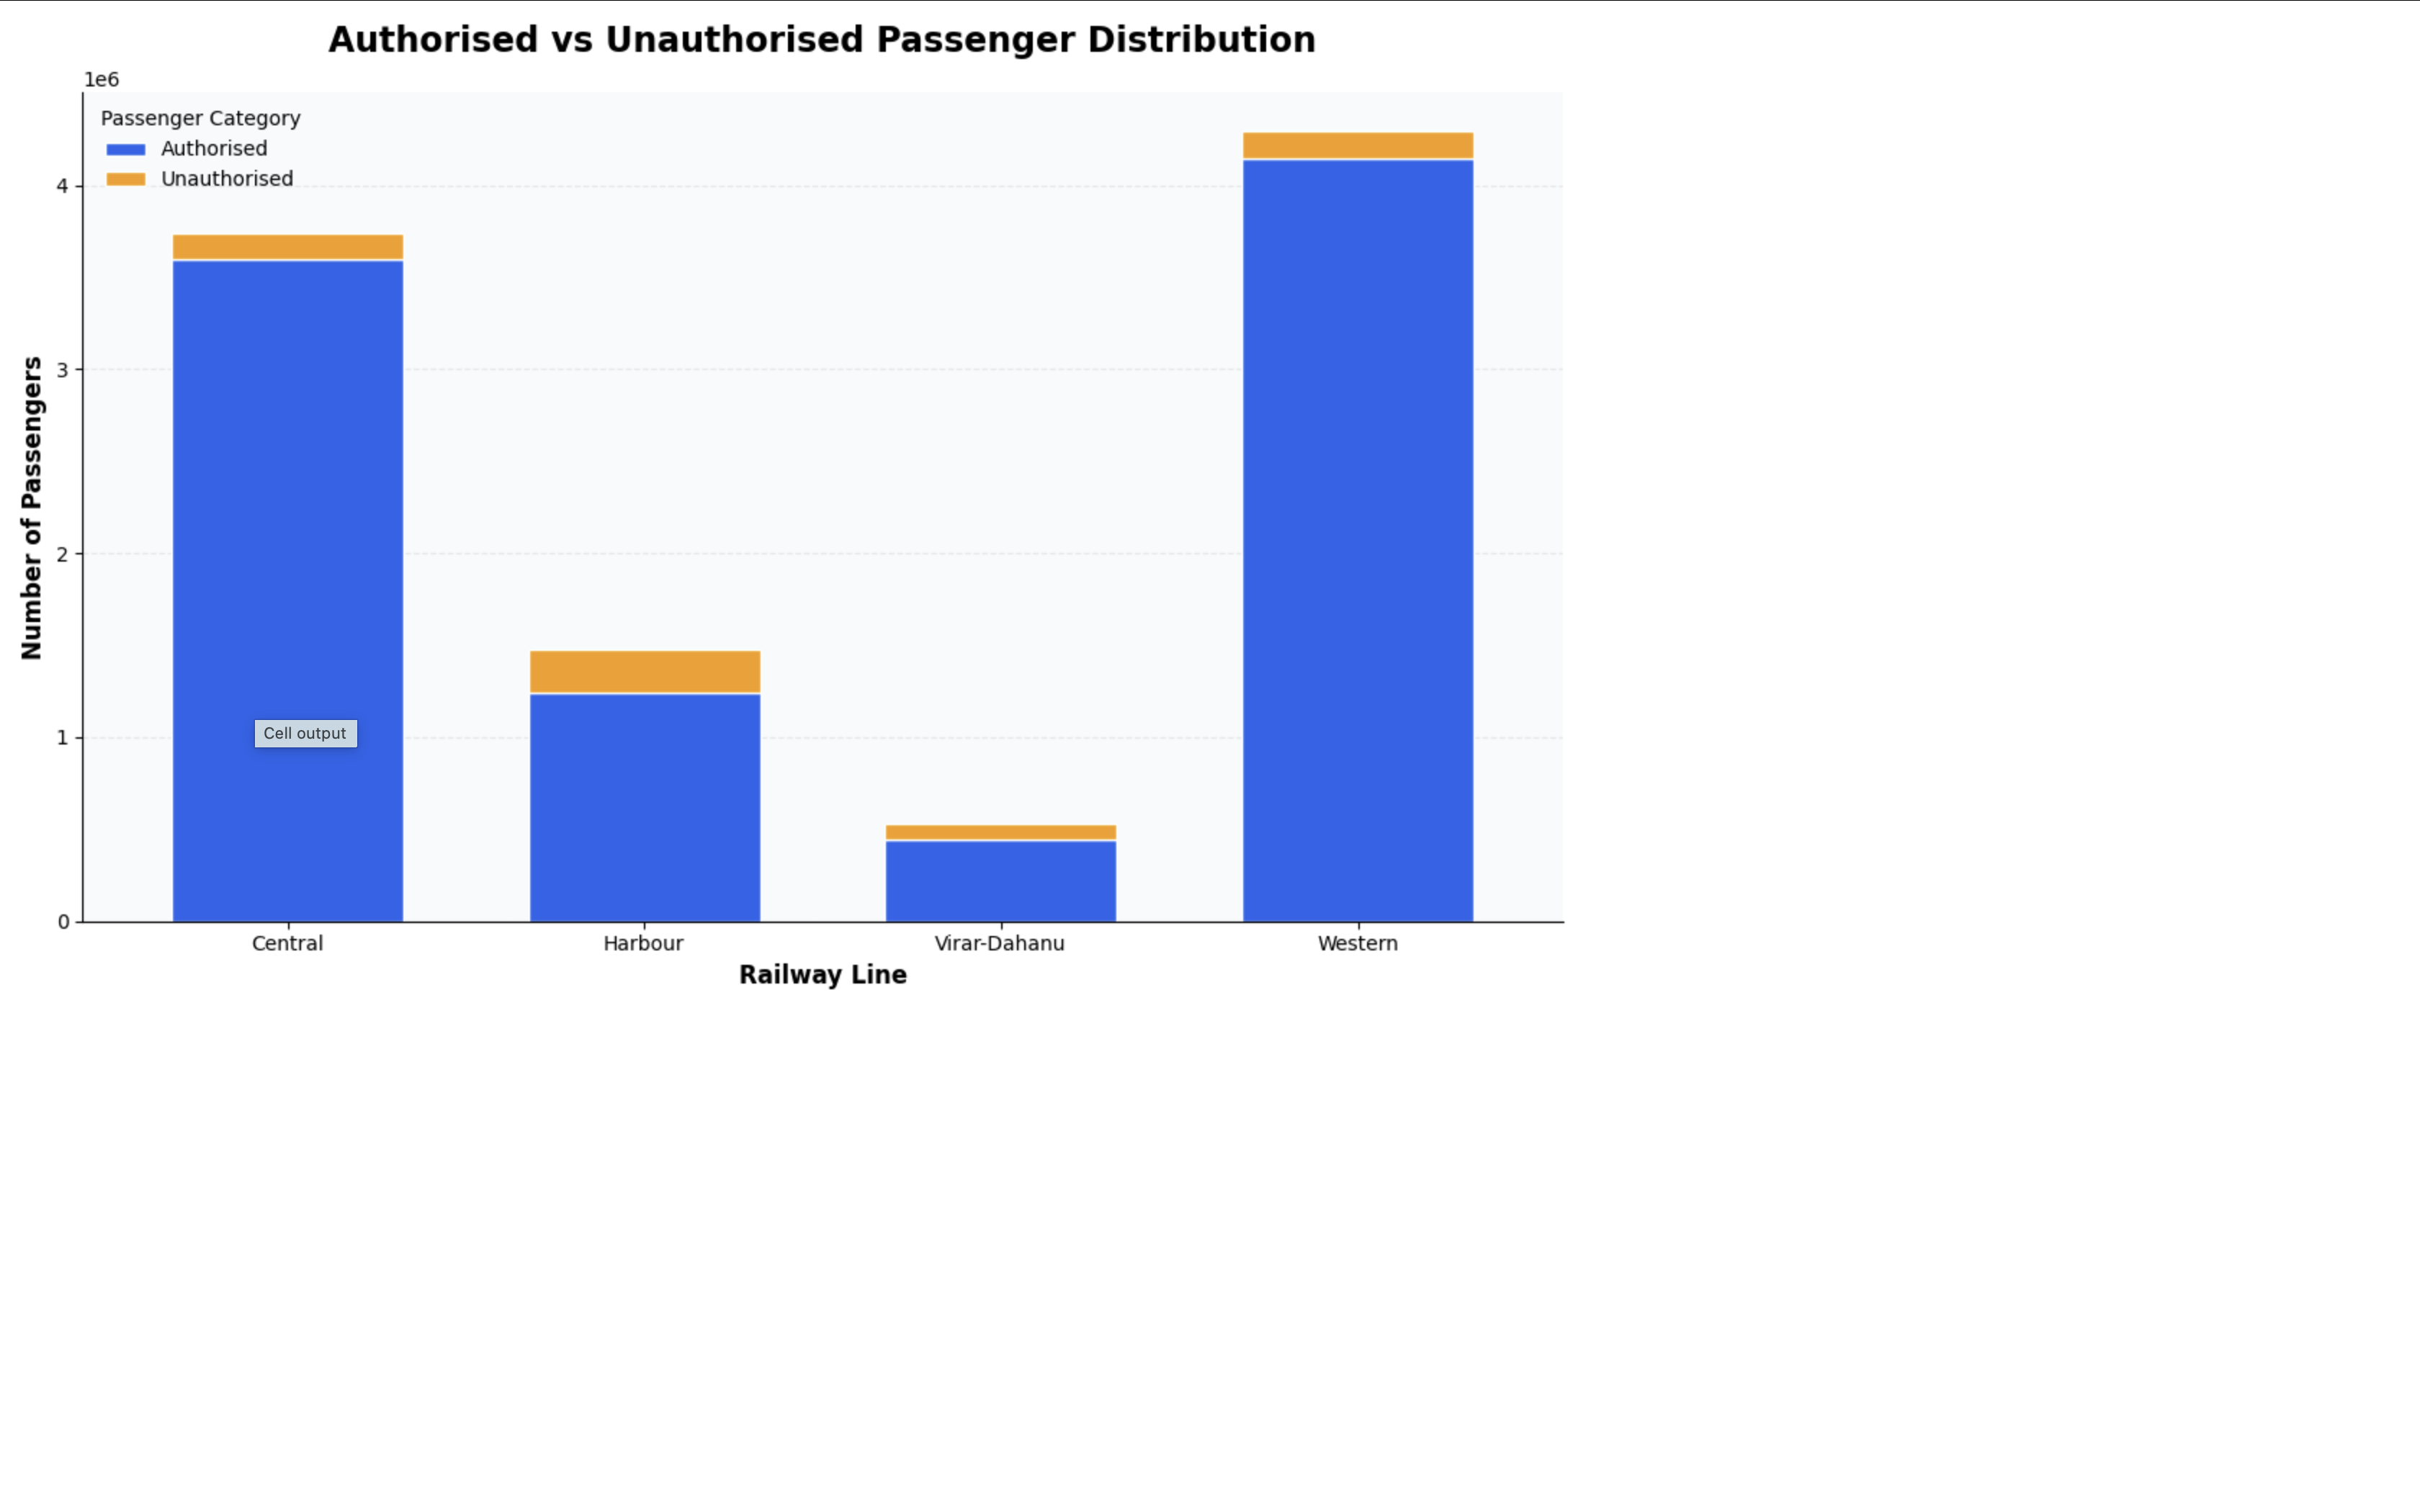 Authorised vs Unauthorised Passenger Distribution
1e6
Passenger Category
Authorised
Unauthorised
4
3
2
1
0
Number of Passengers
Cell output
Central
Harbour
Virar-Dahanu
Western
Railway Line